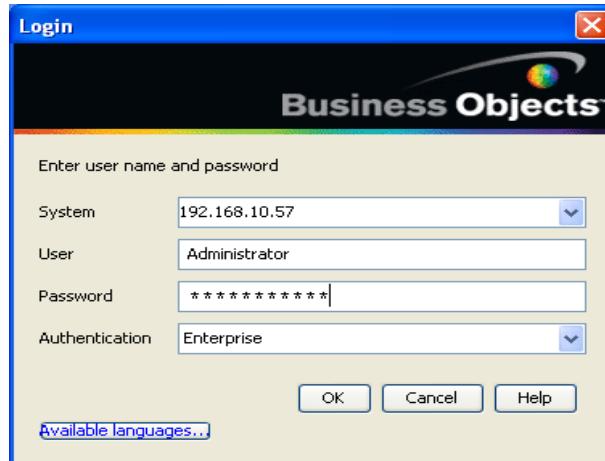 Login
Business Objects
Enter user name and password
System 192.168.10.57
User Administrator
Password ***********
Authentication Enterprise
OK Cancel Help
Available languages...